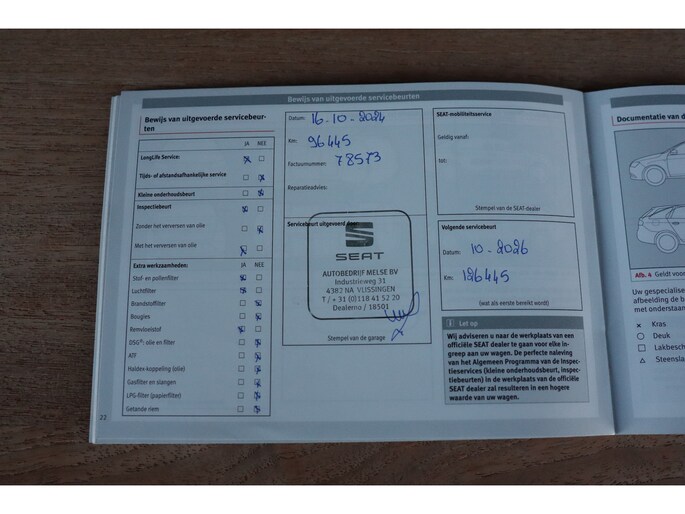 Bewijs van uitgevoerde servicebeurten
Bewijs van uitgevoerde servicebeur-
ten
JA NEE
LongLife Service:
Tijds- of afstandsafhankelijke service
Kleine onderhoudsbeurt
Inspectiebeurt
Zonder het verversen van olie
Met het verversen van olie
Extra werkzaamheden: JA NEE
Stof- en pollenfilter
Luchtfilter
Brandstoffilter
Bougies
Remvloeistof
DSG®: olie en filter
ATF
Haldex-koppeling (olie)
Gasfilter en slangen
LPG-filter (papierfilter)
Getande riem
22
Datum: 16-10-2024
Km: 96445
Factuurnummer: 78573
Reparatieadvies:
Servicebeurt uitgevoerd door:
SEAT
AUTOBEDRIJF MELSE BV
Industrieweg 31
4382 NA VLISSINGEN
T / + 31 (0)118 41 52 20
Dealerno / 18501
Stempel van de garage
SEAT-mobiliteitsservice
Geldig vanaf:
tot:
Stempel van de SEAT-dealer
Volgende servicebeurt
Datum: 10-2026
Km: 126445
(wat als eerste bereikt wordt)
i Let op
Wij adviseren u naar de werkplaats van een
officiële SEAT dealer te gaan voor elke in-
greep aan uw wagen. De perfecte naleving
van het Algemeen Programma van de Inspec-
tieservices (kleine onderhoudsbeurt, inspec-
tiebeurten) in de werkplaats van de officiële
SEAT dealer zal resulteren in een hogere
waarde van uw wagen.
Documentatie van d
Afb. 4 Geldt voor
Uw gespecialise
afbeelding de b
met onderstaan
× Kras
○ Deuk
□ Lakbesch
△ Steensla